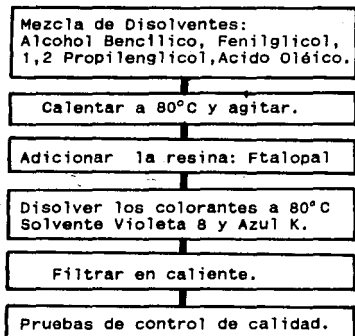 Mezcla de Disolventes:
Alcohol Bencílico, Fenilglicol,
1,2 Propilenglicol,Acido Oléico.
Calentar a 80°C y agitar.
Adicionar la resina: Ftalopal
Disolver los colorantes a 80°C
Solvente Violeta 8 y Azul K.
Filtrar en caliente.
Pruebas de control de calidad.